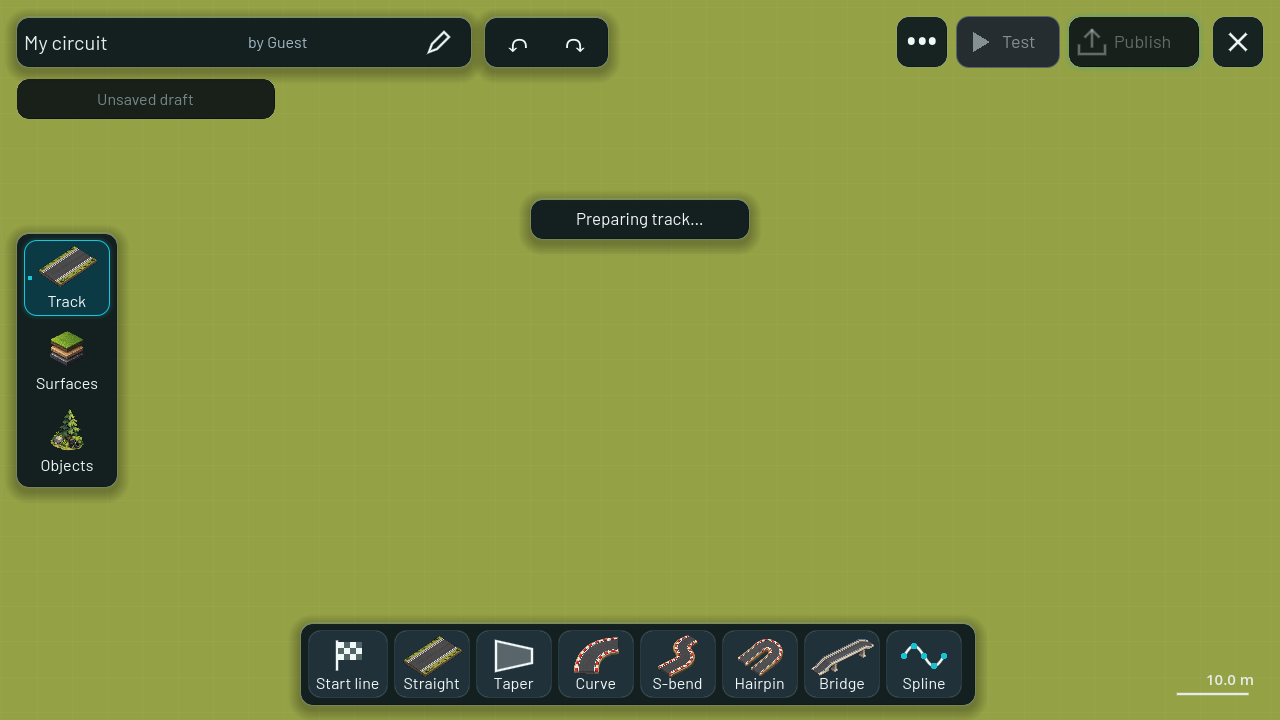 My circuit
by Guest
Test
Publish
Unsaved draft
Preparing track...
Track
Surfaces
Objects
Start line
Straight
Taper
Curve
S-bend
Hairpin
Bridge
Spline
10.0 m